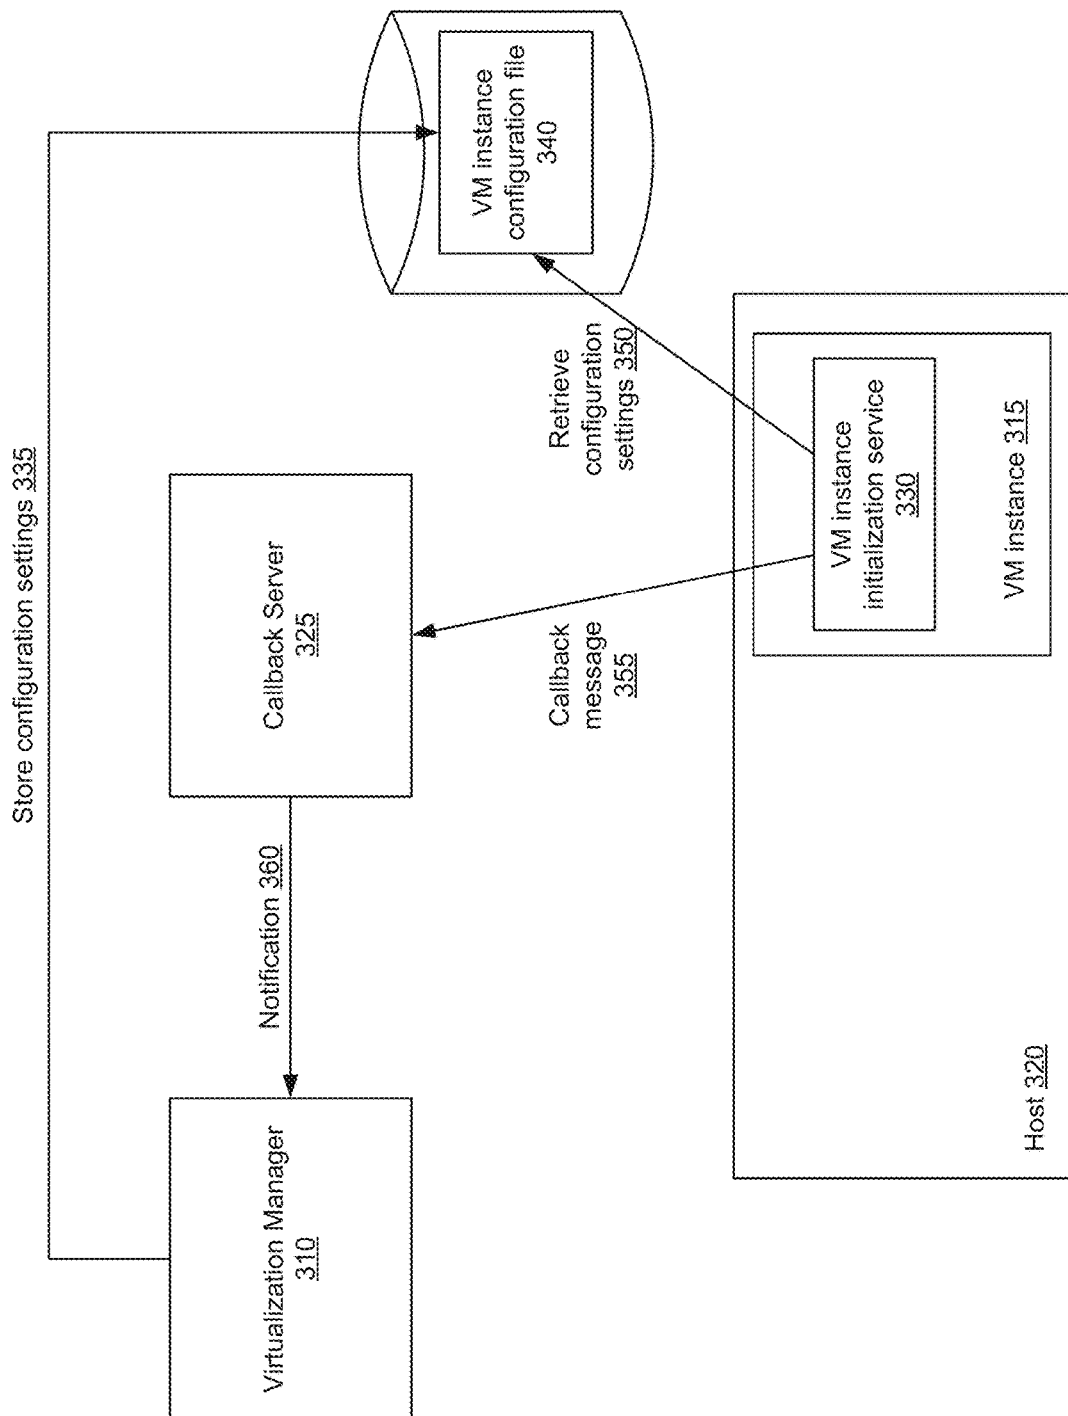 Store configuration settings 335
Virtualization Manager
310
Notification 360
Callback Server
325
VM instance
configuration file
340
Callback
message
355
Retrieve
configuration
settings 350
Host 320
VM instance
initialization service
330
VM instance 315